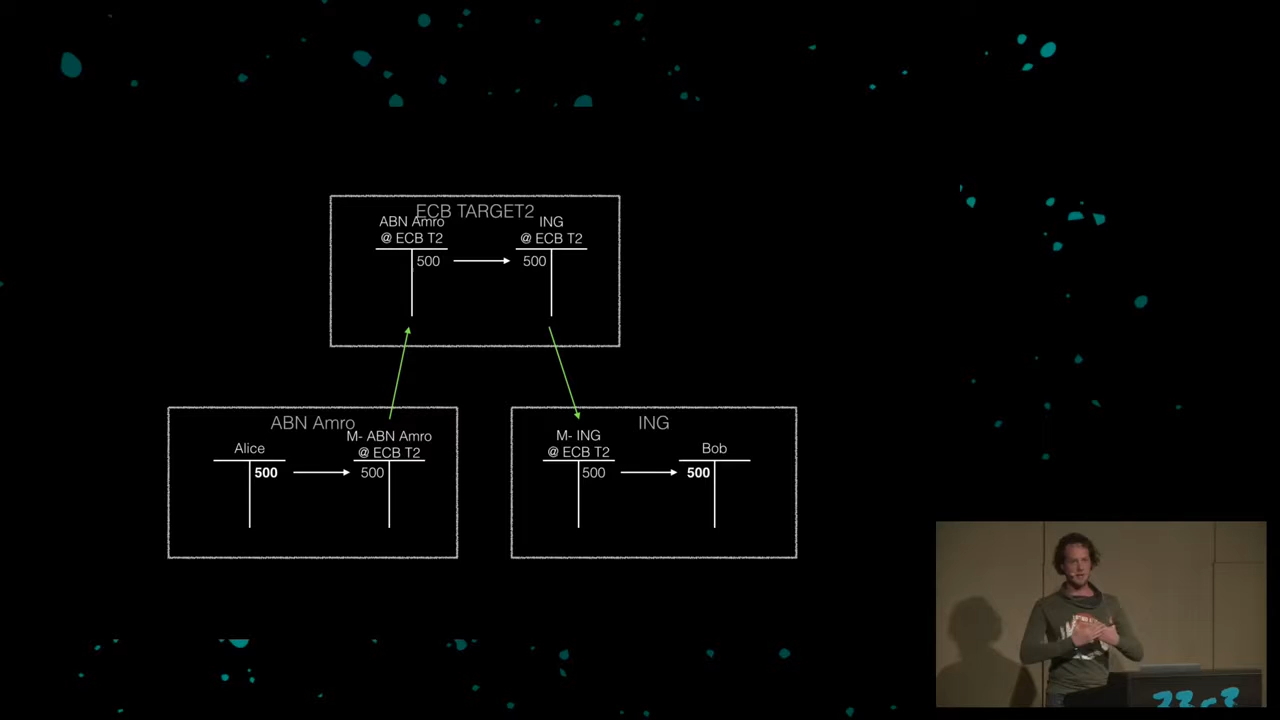 ECB TARGET2
ABN Amro
@ ECB T2
ING
@ ECB T2
500
500
ABN Amro
Alice
M- ABN Amro
@ ECB T2
500
500
ING
M- ING
@ ECB T2
Bob
500
500
33c3